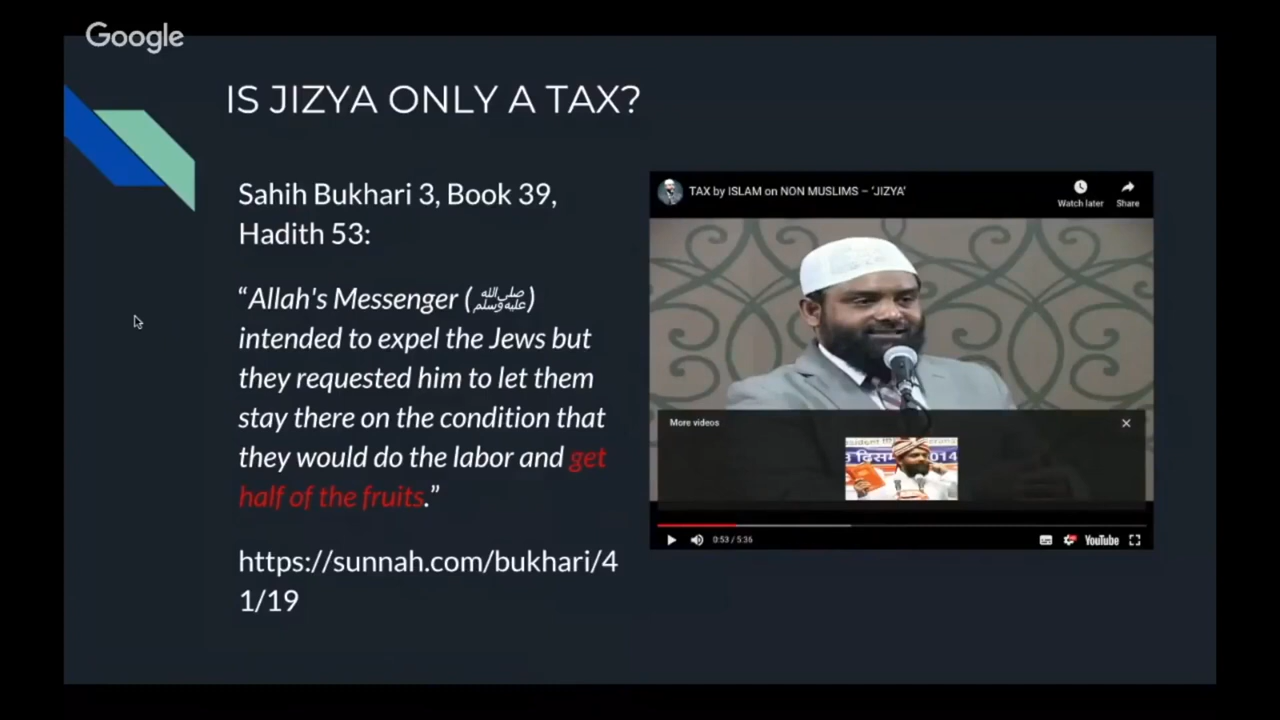 Google
IS JIZYA ONLY A TAX?
Sahih Bukhari 3, Book 39,
Hadith 53:
“Allah's Messenger (ﷺ)
intended to expel the Jews but
they requested him to let them
stay there on the condition that
they would do the labor and get
half of the fruits.”
https://sunnah.com/bukhari/4
1/19
TAX by ISLAM on NON MUSLIMS – ‘JIZYA’
Watch later
Share
More videos
2014
0:53 / 5:36
YouTube